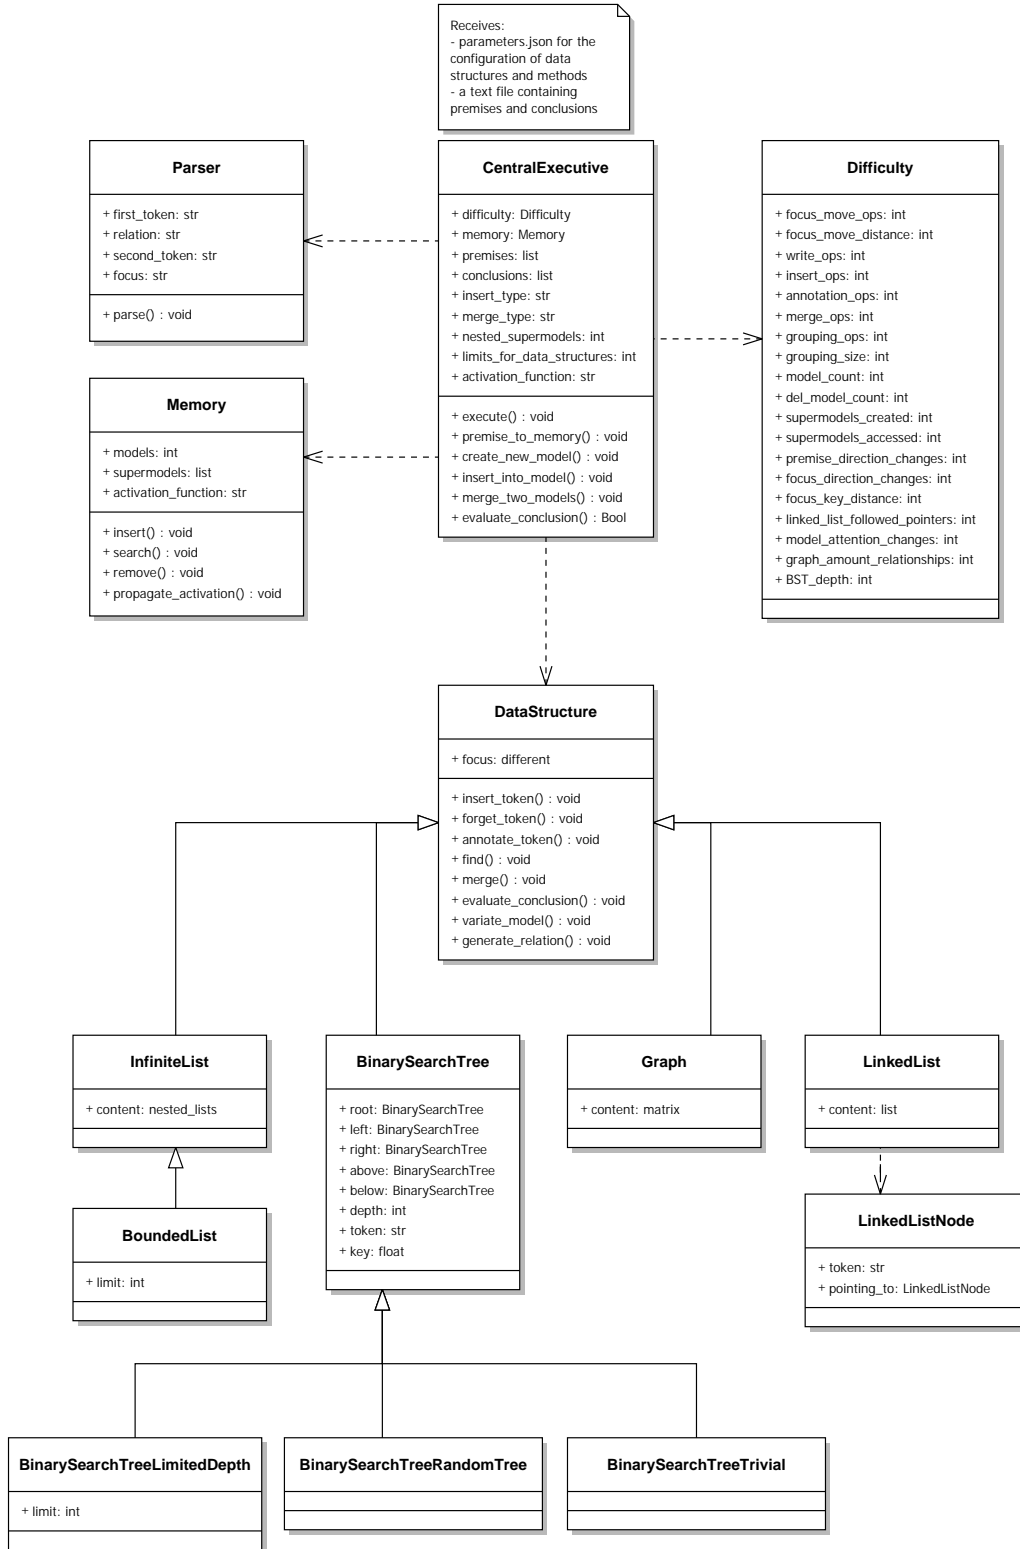 Receives:
- parameters.json for the
configuration of data
structures and methods
- a text file containing
premises and conclusions
Parser
+ first_token: str
+ relation: str
+ second_token: str
+ focus: str
+ parse() : void
CentralExecutive
+ difficulty: Difficulty
+ memory: Memory
+ premises: list
+ conclusions: list
+ insert_type: str
+ merge_type: str
+ nested_supermodels: int
+ limits_for_data_structures: int
+ activation_function: str
+ execute() : void
+ premise_to_memory() : void
+ create_new_model() : void
+ insert_into_model() : void
+ merge_two_models() : void
+ evaluate_conclusion() : Bool
Difficulty
+ focus_move_ops: int
+ focus_move_distance: int
+ write_ops: int
+ insert_ops: int
+ annotation_ops: int
+ merge_ops: int
+ grouping_ops: int
+ grouping_size: int
+ model_count: int
+ del_model_count: int
+ supermodels_created: int
+ supermodels_accessed: int
+ premise_direction_changes: int
+ focus_direction_changes: int
+ focus_key_distance: int
+ linked_list_followed_pointers: int
+ model_attention_changes: int
+ graph_amount_relationships: int
+ BST_depth: int
Memory
+ models: int
+ supermodels: list
+ activation_function: str
+ insert() : void
+ search() : void
+ remove() : void
+ propagate_activation() : void
DataStructure
+ focus: different
+ insert_token() : void
+ forget_token() : void
+ annotate_token() : void
+ find() : void
+ merge() : void
+ evaluate_conclusion() : void
+ variate_model() : void
+ generate_relation() : void
InfiniteList
+ content: nested_lists
BinarySearchTree
+ root: BinarySearchTree
+ left: BinarySearchTree
+ right: BinarySearchTree
+ above: BinarySearchTree
+ below: BinarySearchTree
+ depth: int
+ token: str
+ key: float
Graph
+ content: matrix
LinkedList
+ content: list
BoundedList
+ limit: int
LinkedListNode
+ token: str
+ pointing_to: LinkedListNode
BinarySearchTreeLimitedDepth
+ limit: int
BinarySearchTreeRandomTree
BinarySearchTreeTrivial